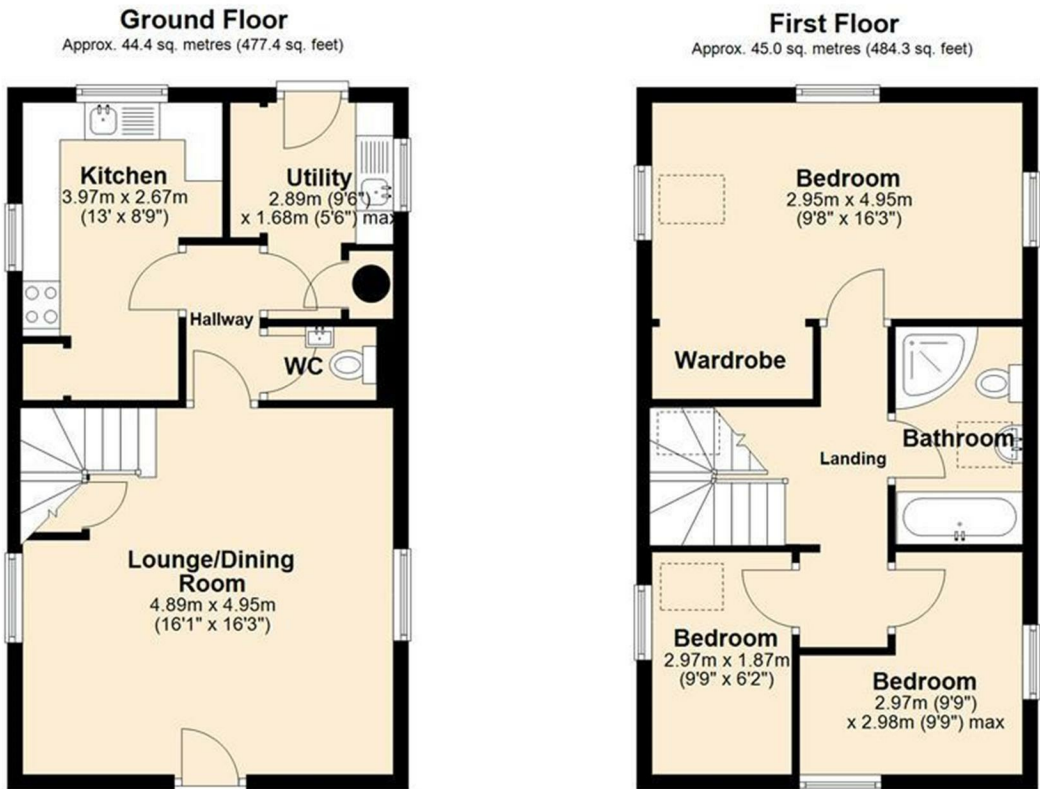 Ground Floor
Approx. 44.4 sq. metres (477.4 sq. feet)
Kitchen
3.97m x 2.67m
(13' x 8'9")
Utility
2.89m (9'6")
x 1.68m (5'6") max
Hallway
WC
Lounge/Dining
Room
4.89m x 4.95m
(16'1" x 16'3")
First Floor
Approx. 45.0 sq. metres (484.3 sq. feet)
Bedroom
2.95m x 4.95m
(9'8" x 16'3")
Wardrobe
Bathroom
Landing
Bedroom
2.97m x 1.87m
(9'9" x 6'2")
Bedroom
2.97m (9'9")
x 2.98m (9'9") max